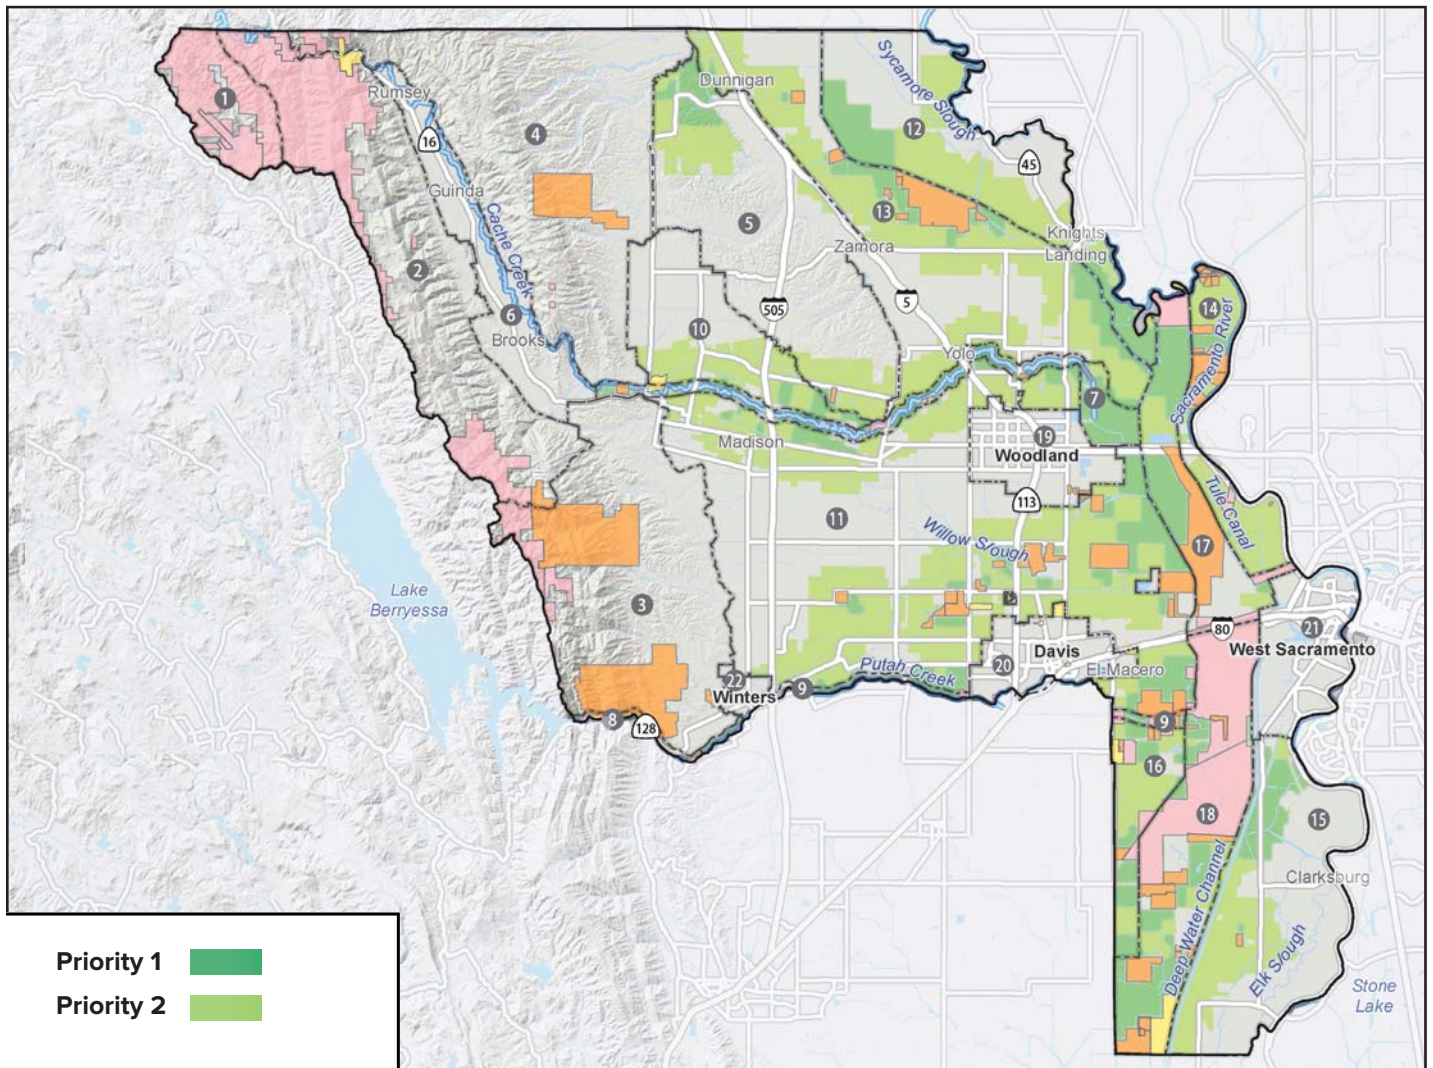 Dunnigan
Sycamore Slough
1
Rumsey
12
16
4
45
Guinda
Cache Creek
13
5
Zamora
Knights
Landing
2
505
5
14
6
10
Sacramento River
Brooks
Yolo
7
Madison
19
Woodland
Tule Canal
113
11
Willow Slough
17
Lake
Berryessa
3
80
21
Davis
West Sacramento
20
Putah Creek
El Macero
22
9
Winters
8
128
9
16
18
15
Clarksburg
Deep Water Channel
Elk Slough
Stone
Lake
Priority 1
Priority 2